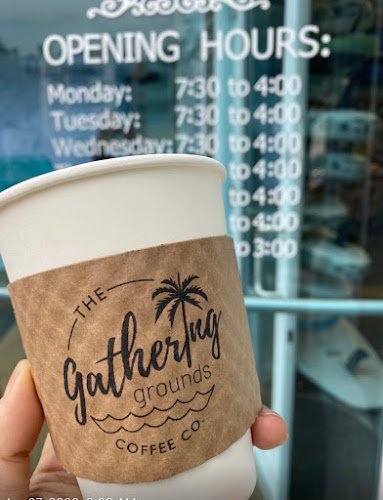 OPENING HOURS:
Monday: 7:30 to 4:00
Tuesday: 7:30 to 4:00
Wednesday: 7:30 to 4:00
to 4:00
to 4:00
to 4:00
to 3:00
THE
Gathering
grounds
COFFEE CO.